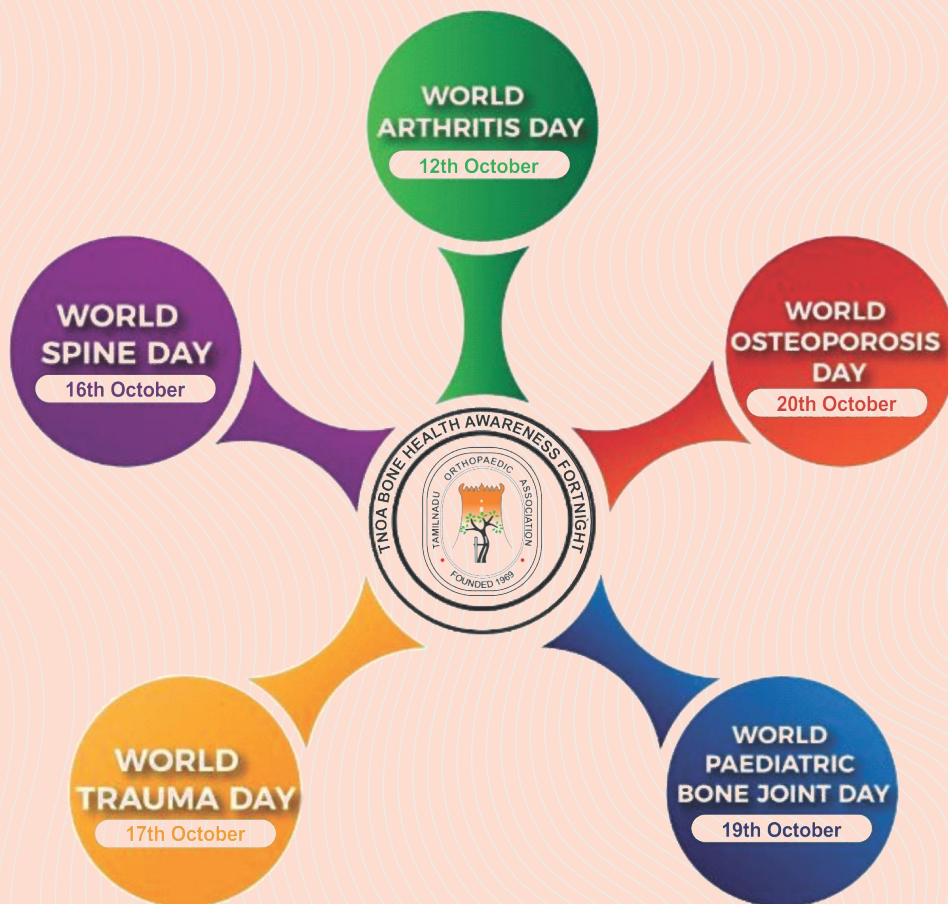 WORLD
ARTHRITIS DAY
12th October
WORLD
SPINE DAY
16th October
WORLD
OSTEOPOROSIS
DAY
20th October
TNOA BONE HEALTH AWARENESS FORTNIGHT
TAMILNADU ORTHOPAEDIC ASSOCIATION
FOUNDED 1969
WORLD
TRAUMA DAY
17th October
WORLD
PAEDIATRIC
BONE JOINT DAY
19th October